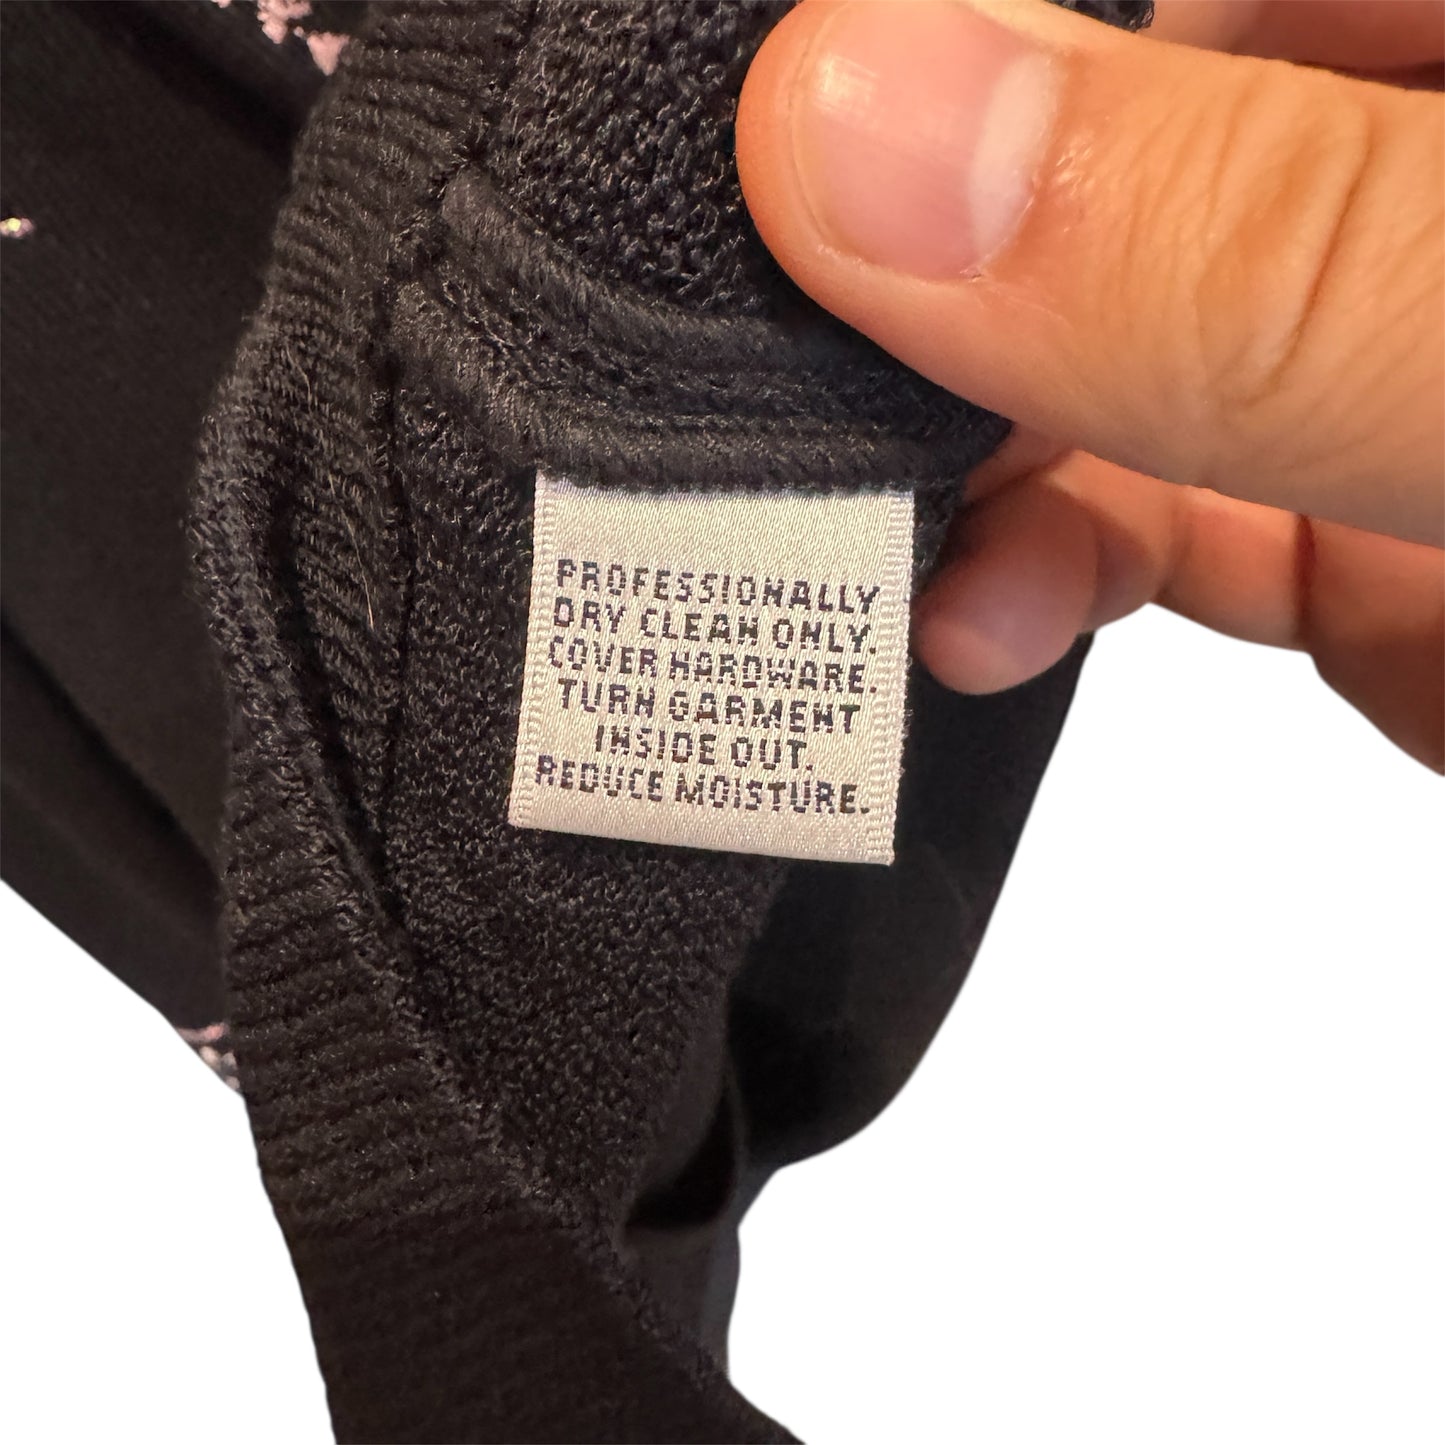 PROFESSIONALLY
DRY CLEAN ONLY.
COVER HARDWARE.
TURN GARMENT
INSIDE OUT.
REDUCE MOISTURE.